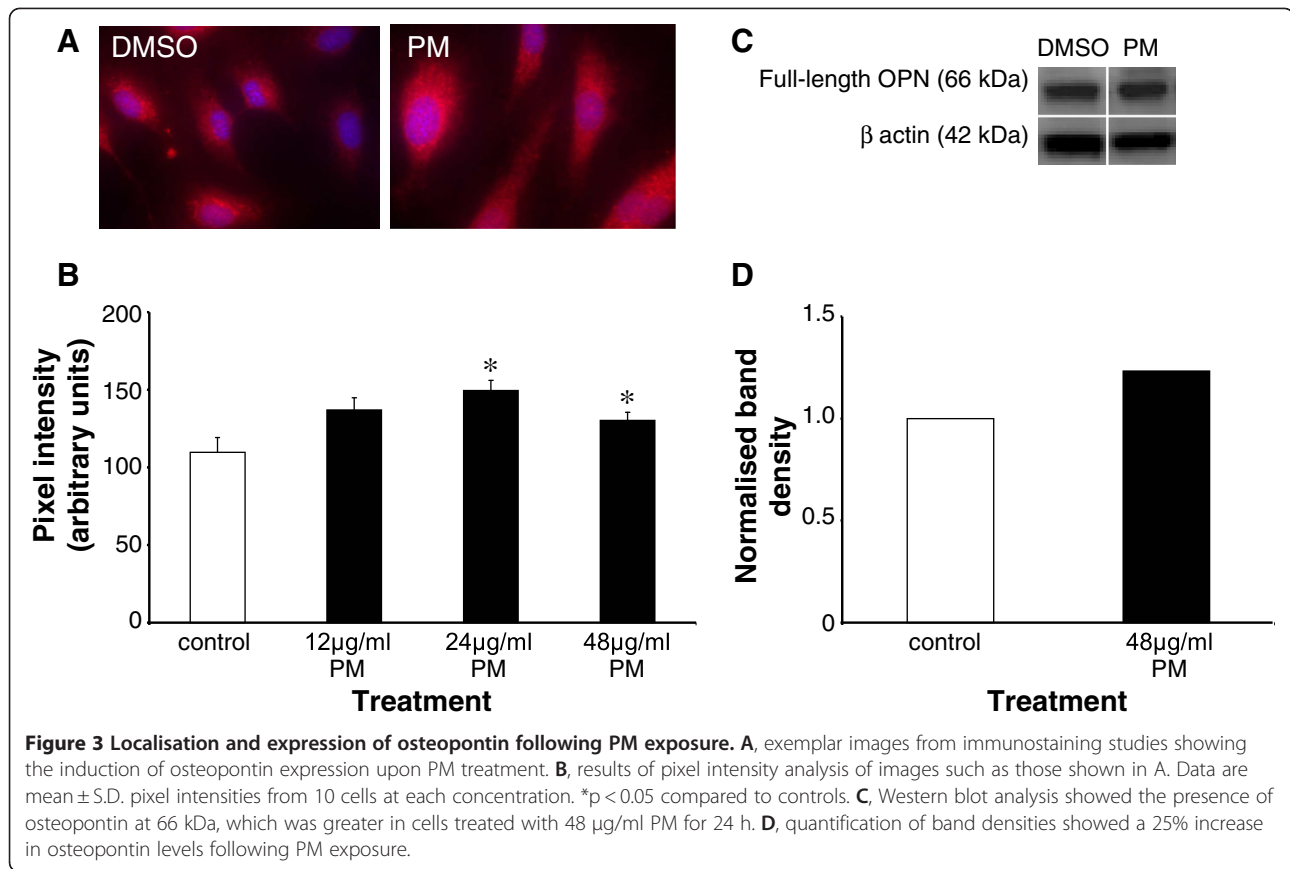 A
DMSO
PM
C
DMSO PM
Full-length OPN (66 kDa)
β actin (42 kDa)
B
200
150
100
50
0
Pixel intensity
(arbitrary units)
*
*
control
12µg/ml
PM
24µg/ml
PM
48µg/ml
PM
Treatment
D
1.5
1.0
0.5
0
Normalised band
density
control
48µg/ml
PM
Treatment
Figure 3 Localisation and expression of osteopontin following PM exposure. A, exemplar images from immunostaining studies showing
the induction of osteopontin expression upon PM treatment. B, results of pixel intensity analysis of images such as those shown in A. Data are
mean ± S.D. pixel intensities from 10 cells at each concentration. *p < 0.05 compared to controls. C, Western blot analysis showed the presence of
osteopontin at 66 kDa, which was greater in cells treated with 48 µg/ml PM for 24 h. D, quantification of band densities showed a 25% increase
in osteopontin levels following PM exposure.